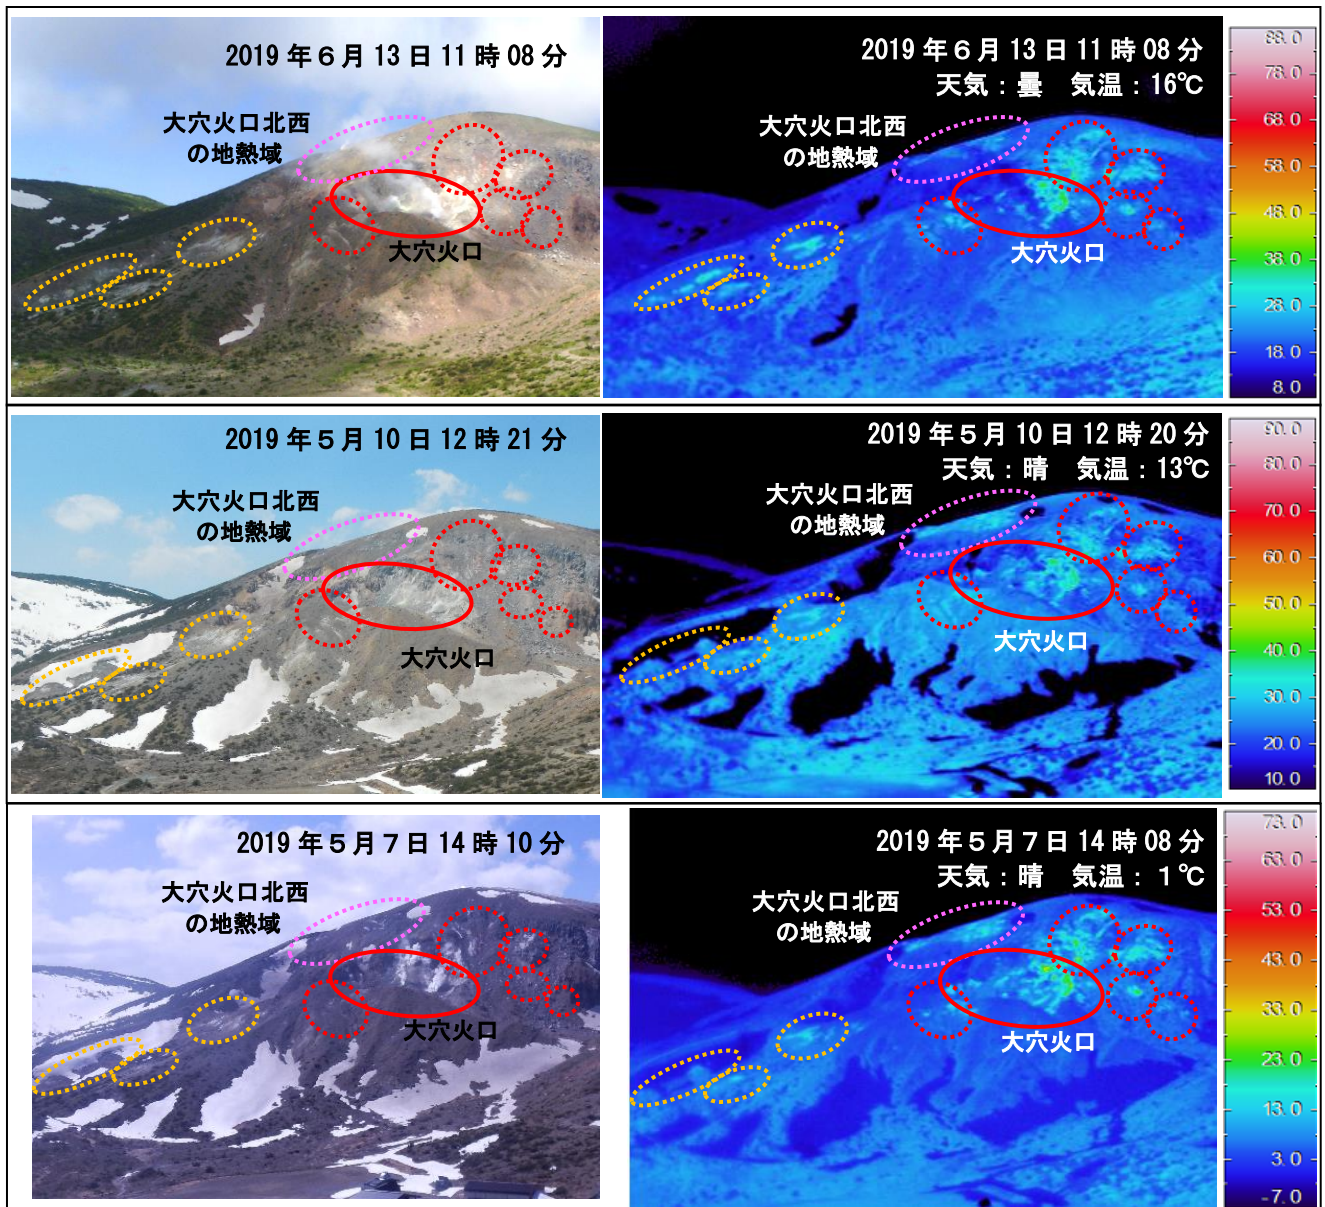 2019年6月13日11時08分
大穴火口北西
の地熱域
大穴火口
2019年6月13日11時08分
天気：曇 気温：16℃
大穴火口北西
の地熱域
大穴火口
88.0
78.0
68.0
58.0
48.0
38.0
28.0
18.0
8.0
2019年5月10日12時21分
大穴火口北西
の地熱域
大穴火口
2019年5月10日12時20分
天気：晴 気温：13℃
大穴火口北西
の地熱域
大穴火口
90.0
80.0
70.0
60.0
50.0
40.0
30.0
20.0
10.0
2019年5月7日14時10分
大穴火口北西
の地熱域
大穴火口
2019年5月7日14時08分
天気：晴 気温：1℃
大穴火口北西
の地熱域
大穴火口
73.0
63.0
53.0
43.0
33.0
23.0
13.0
3.0
-7.0